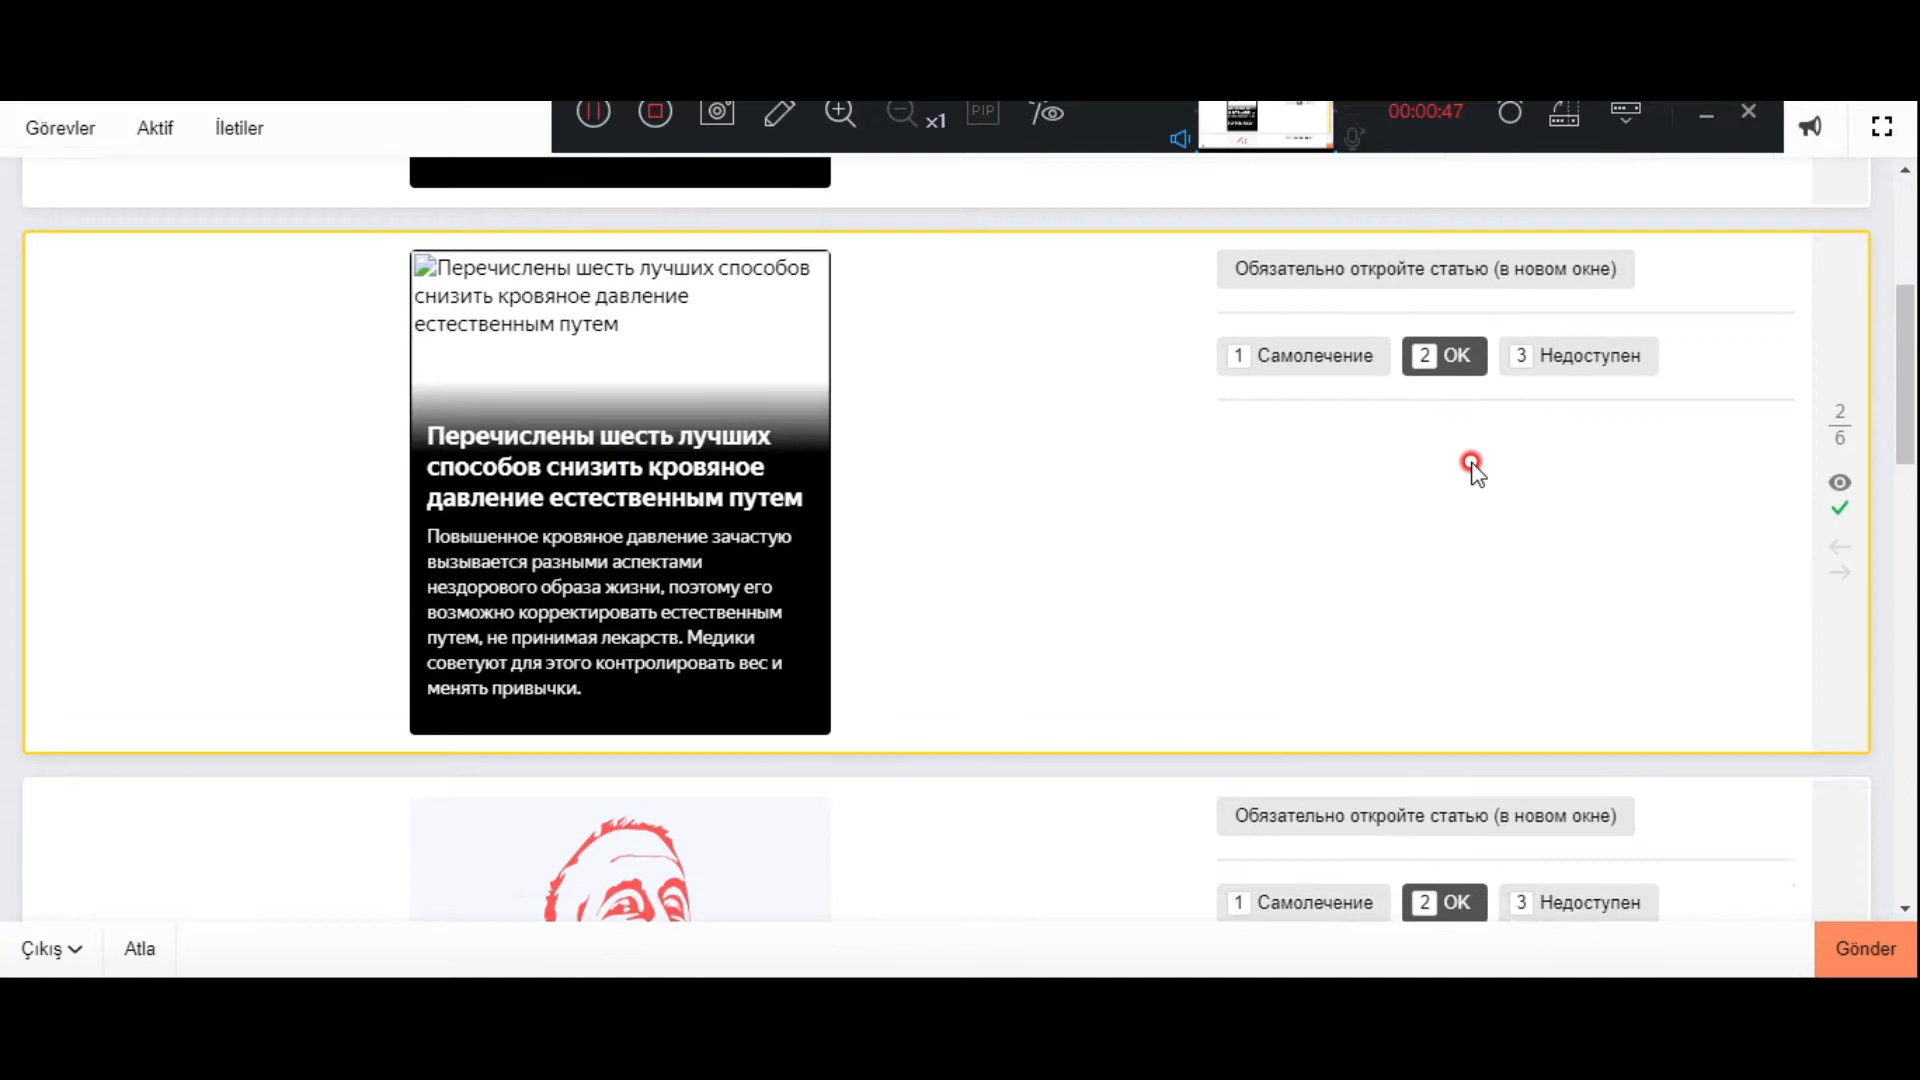 Görevler Aktif İletiler
x1 PIP 00:00:47
Перечислены шесть лучших способов
снизить кровяное давление
естественным путем
Перечислены шесть лучших
способов снизить кровяное
давление естественным путем
Повышенное кровяное давление зачастую
вызывается разными аспектами
нездорового образа жизни, поэтому его
возможно корректировать естественным
путем, не принимая лекарств. Медики
советуют для этого контролировать вес и
менять привычки.
Обязательно откройте статью (в новом окне)
1 Самолечение 2 OK 3 Недоступен
2
6
Обязательно откройте статью (в новом окне)
1 Самолечение 2 OK 3 Недоступен
Çıkış Atla Gönder